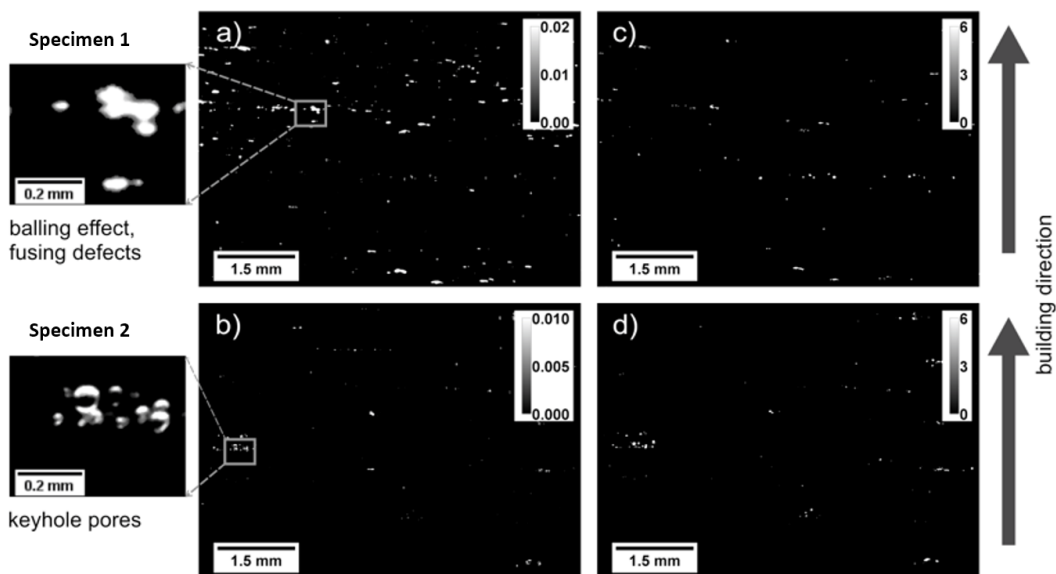 Specimen 1
0.2 mm
balling effect,
fusing defects
a)
0.02
0.01
0.00
1.5 mm
c)
6
3
0
1.5 mm
Specimen 2
0.2 mm
keyhole pores
b)
0.010
0.005
0.000
1.5 mm
d)
6
3
0
1.5 mm
building direction